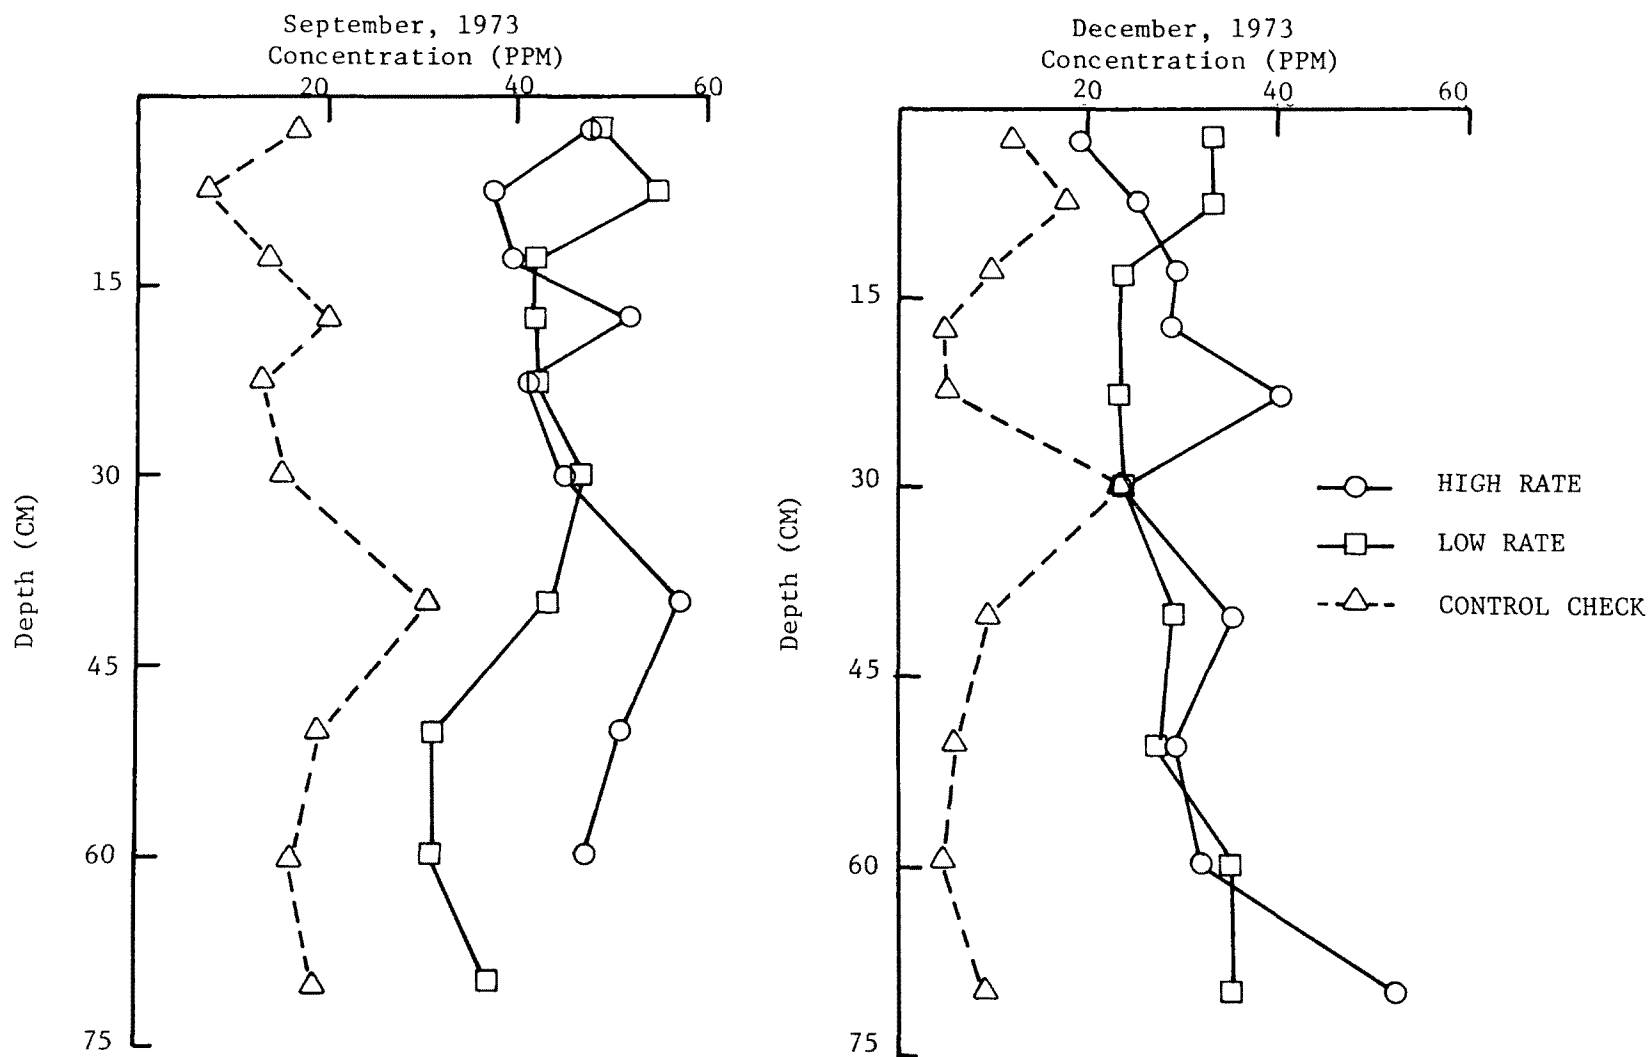 September, 1973
Concentration (PPM)
20 40 60
15
30
45
60
75
Depth (CM)
December, 1973
Concentration (PPM)
20 40 60
15
30
45
60
75
Depth (CM)
HIGH RATE
LOW RATE
CONTROL CHECK